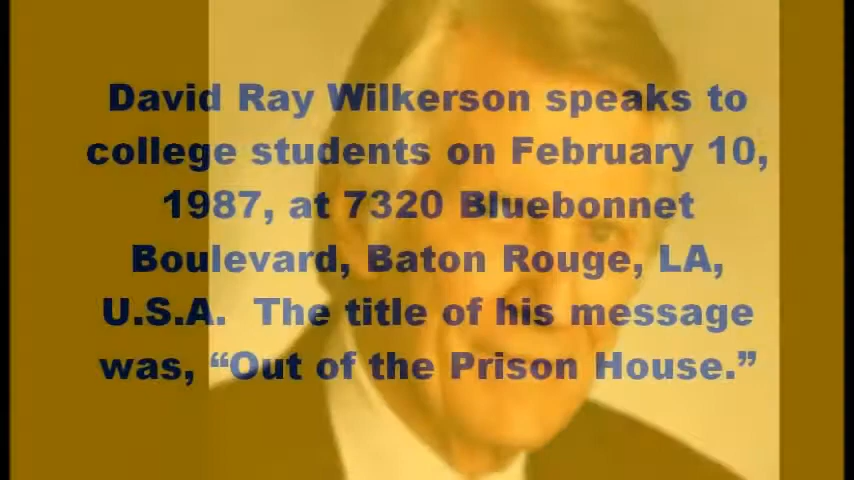 David Ray Wilkerson speaks to
college students on February 10,
1987, at 7320 Bluebonnet
Boulevard, Baton Rouge, LA,
U.S.A.  The title of his message
was, “Out of the Prison House.”